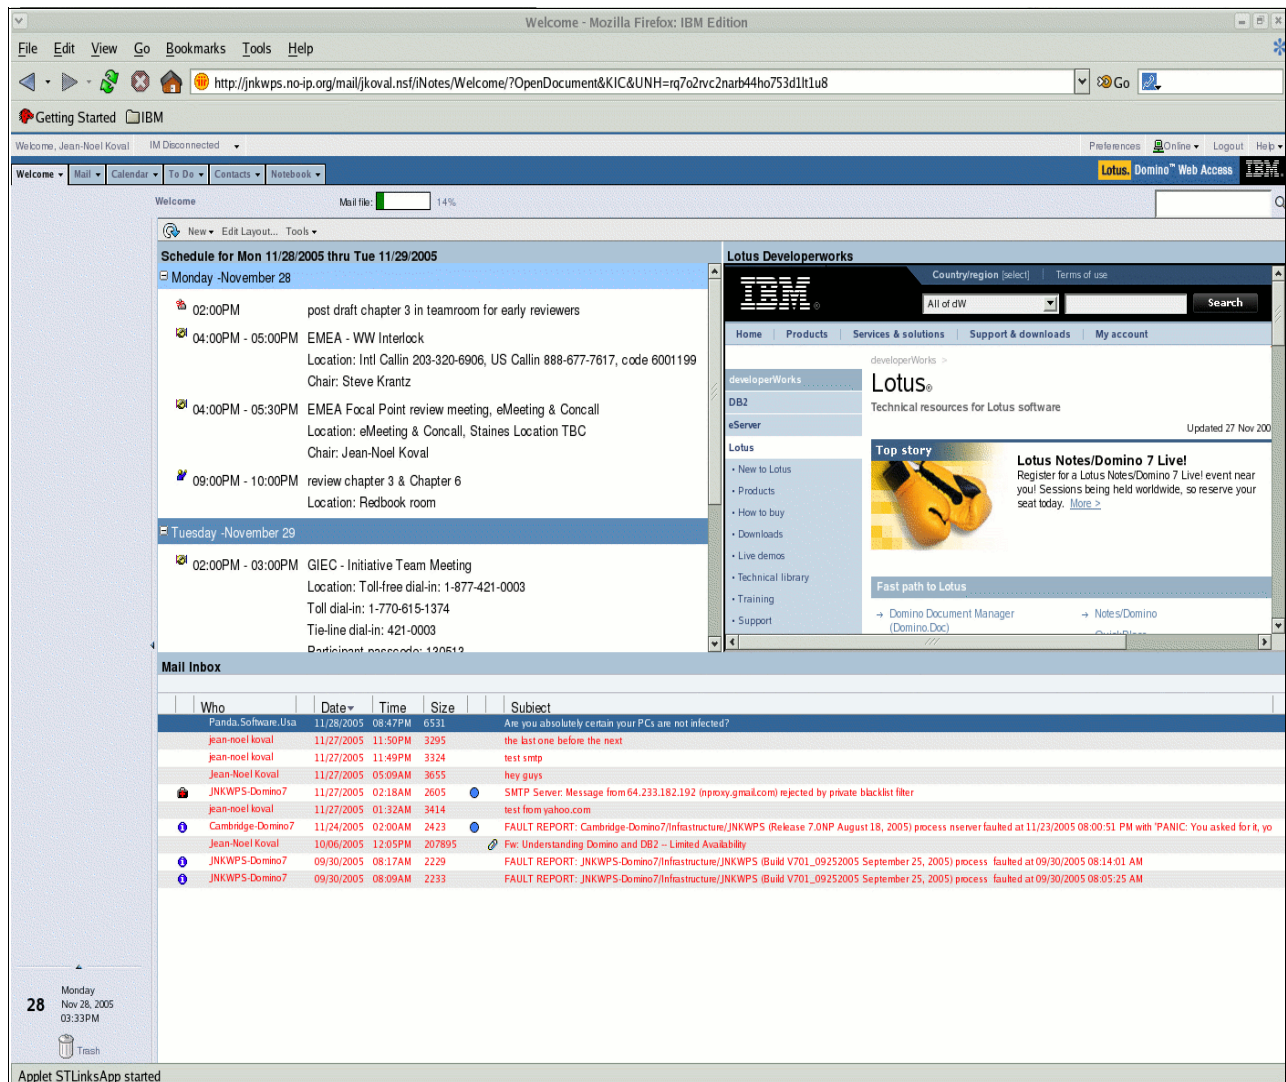 Welcome - Mozilla Firefox: IBM Edition
File Edit View Go Bookmarks Tools Help
http://jnkwps.no-ip.org/mail/jkoval.nsf/iNotes/Welcome/?OpenDocument&KIC&UNH=rq7o2rvc2narb44ho753d1lt1u8 Go
Getting Started IBM
Welcome, Jean-Noel Koval IM Disconnected Preferences Online Logout Help
Welcome Mail Calendar To Do Contacts Notebook Lotus. Domino™ Web Access IBM.
Welcome Mail file: 14%
New Edit Layout... Tools
Schedule for Mon 11/28/2005 thru Tue 11/29/2005
Monday -November 28
02:00PM post draft chapter 3 in teamroom for early reviewers
04:00PM - 05:00PM EMEA - WW Interlock
Location: Intl Callin 203-320-6906, US Callin 888-677-7617, code 6001199
Chair: Steve Krantz
04:00PM - 05:30PM EMEA Focal Point review meeting, eMeeting & Concall
Location: eMeeting & Concall, Staines Location TBC
Chair: Jean-Noel Koval
09:00PM - 10:00PM review chapter 3 & Chapter 6
Location: Redbook room
Tuesday -November 29
02:00PM - 03:00PM GIEC - Initiative Team Meeting
Location: Toll-free dial-in: 1-877-421-0003
Toll dial-in: 1-770-615-1374
Tie-line dial-in: 421-0003
Participant passcode: 130513
Lotus Developerworks
Country/region [select] Terms of use
IBM® All of dW Search
Home Products Services & solutions Support & downloads My account
developerWorks
DB2
eServer
Lotus
• New to Lotus
• Products
• How to buy
• Downloads
• Live demos
• Technical library
• Training
• Support
developerWorks >
Lotus®
Technical resources for Lotus software
Updated 27 Nov 200
Top story
Lotus Notes/Domino 7 Live!
Register for a Lotus Notes/Domino 7 Live! event near
you! Sessions being held worldwide, so reserve your
seat today. More >
Fast path to Lotus
→ Domino Document Manager
(Domino.Doc)
→ Notes/Domino
Mail Inbox
Who Date Time Size Subject
Panda.Software.Usa 11/28/2005 08:47PM 6531 Are you absolutely certain your PCs are not infected?
jean-noel koval 11/27/2005 11:50PM 3295 the last one before the next
jean-noel koval 11/27/2005 11:49PM 3324 test smtp
Jean-Noel Koval 11/27/2005 05:09AM 3655 hey guys
JNKWPS-Domino7 11/27/2005 02:18AM 2605 SMTP Server: Message from 64.233.182.192 (nproxy.gmail.com) rejected by private blacklist filter
jean-noel koval 11/27/2005 01:32AM 3414 test from yahoo.com
Cambridge-Domino7 11/24/2005 02:00AM 2423 FAULT REPORT: Cambridge-Domino7/Infrastructure/JNKWPS (Release 7.0NP August 18, 2005) process nserver faulted at 11/23/2005 08:00:51 PM with "PANIC: You asked for it, yo
Jean-Noel Koval 10/06/2005 12:05PM 207895 Fw: Understanding Domino and DB2 -- Limited Availability
JNKWPS-Domino7 09/30/2005 08:17AM 2229 FAULT REPORT: JNKWPS-Domino7/Infrastructure/JNKWPS (Build V701_09252005 September 25, 2005) process faulted at 09/30/2005 08:14:01 AM
JNKWPS-Domino7 09/30/2005 08:09AM 2233 FAULT REPORT: JNKWPS-Domino7/Infrastructure/JNKWPS (Build V701_09252005 September 25, 2005) process faulted at 09/30/2005 08:05:25 AM
28
Monday
Nov 28, 2005
03:33PM
Trash
Applet STLinksApp started